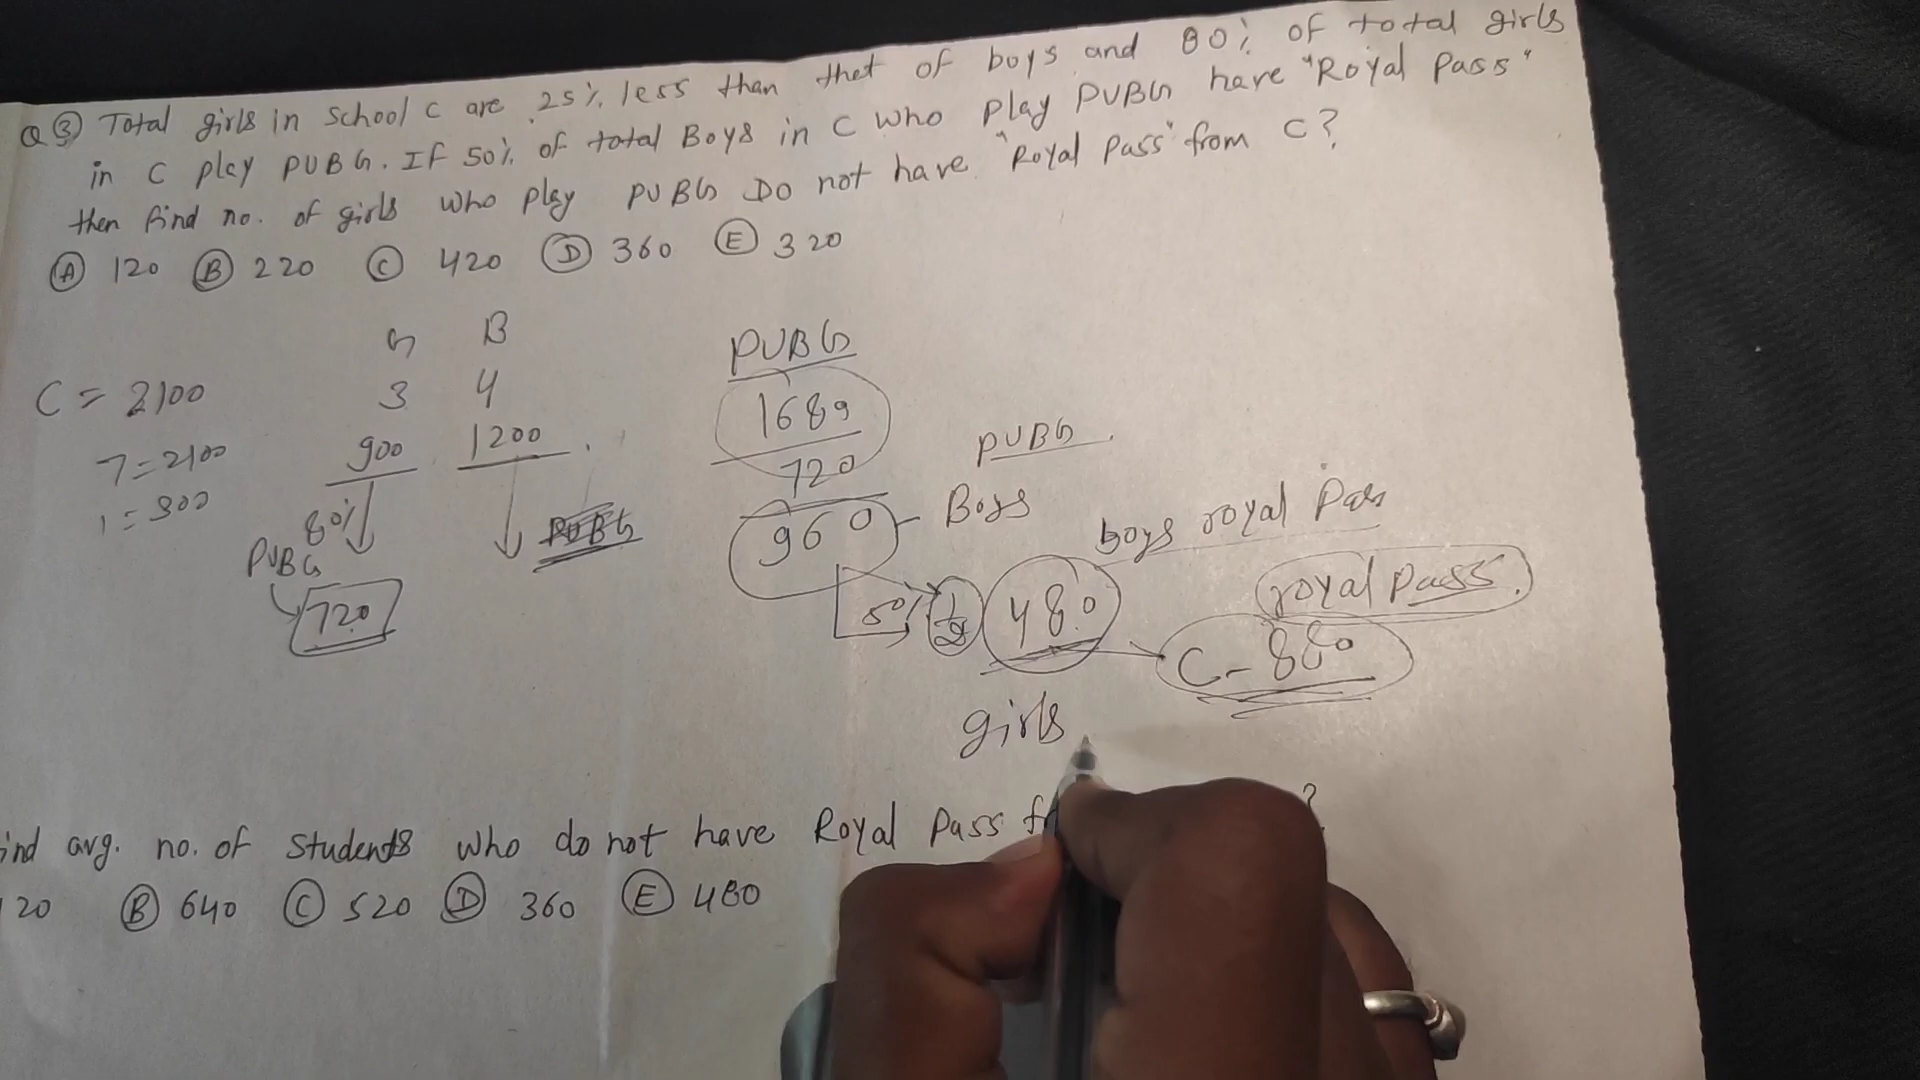 Q ③ Total girls in school C are 25% less than thet of boys and 80% of total girls
in C play PUBG. If 50% of total Boys in C who play PUBG have "Royal Pass"
then find no. of girls who play PUBG Do not have "Royal Pass" from C?
Ⓐ 120 Ⓑ 220 Ⓒ 420 Ⓓ 360 Ⓔ 320
G B
C = 2100 3 4
7 = 2100 900 1200
1 = 300
80%
PUBG
720
PUBG
PUBG
1680
720
960 - Boys
PUBG
50% 1/2 480
boys royal Pass
royal pass.
C - 880
girls
ind avg. no. of students who do not have Royal Pass ?
20 Ⓑ 640 Ⓒ 520 Ⓓ 360 Ⓔ 480